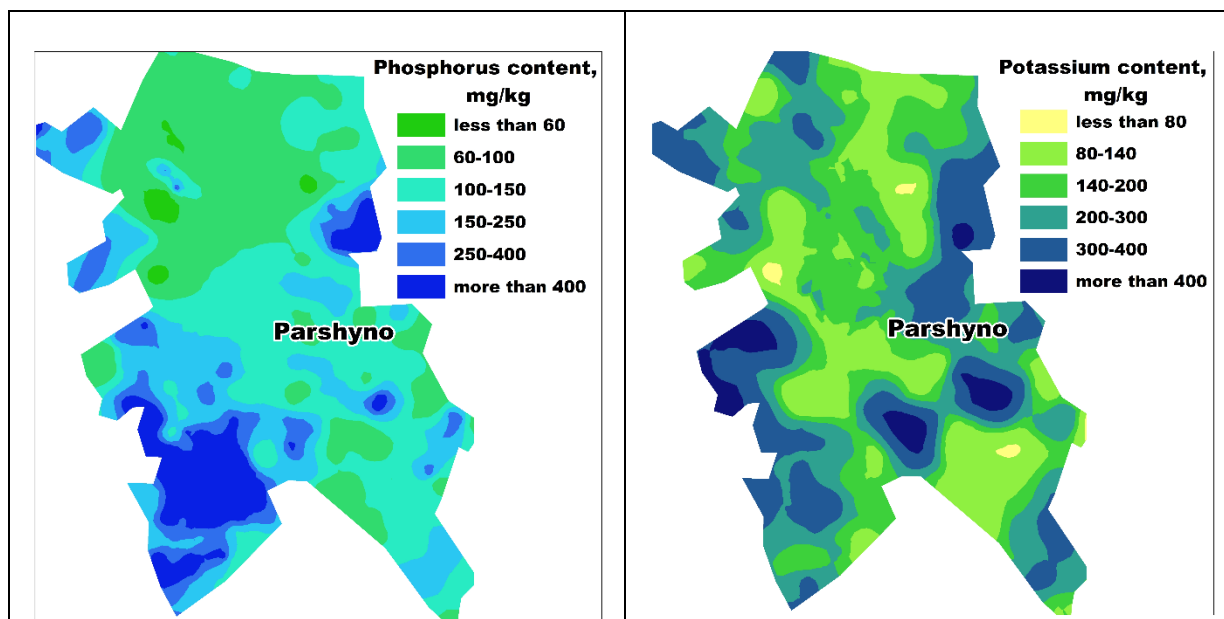 Phosphorus content,
mg/kg
less than 60
60-100
100-150
150-250
250-400
more than 400
Parshyno
Potassium content,
mg/kg
less than 80
80-140
140-200
200-300
300-400
more than 400
Parshyno